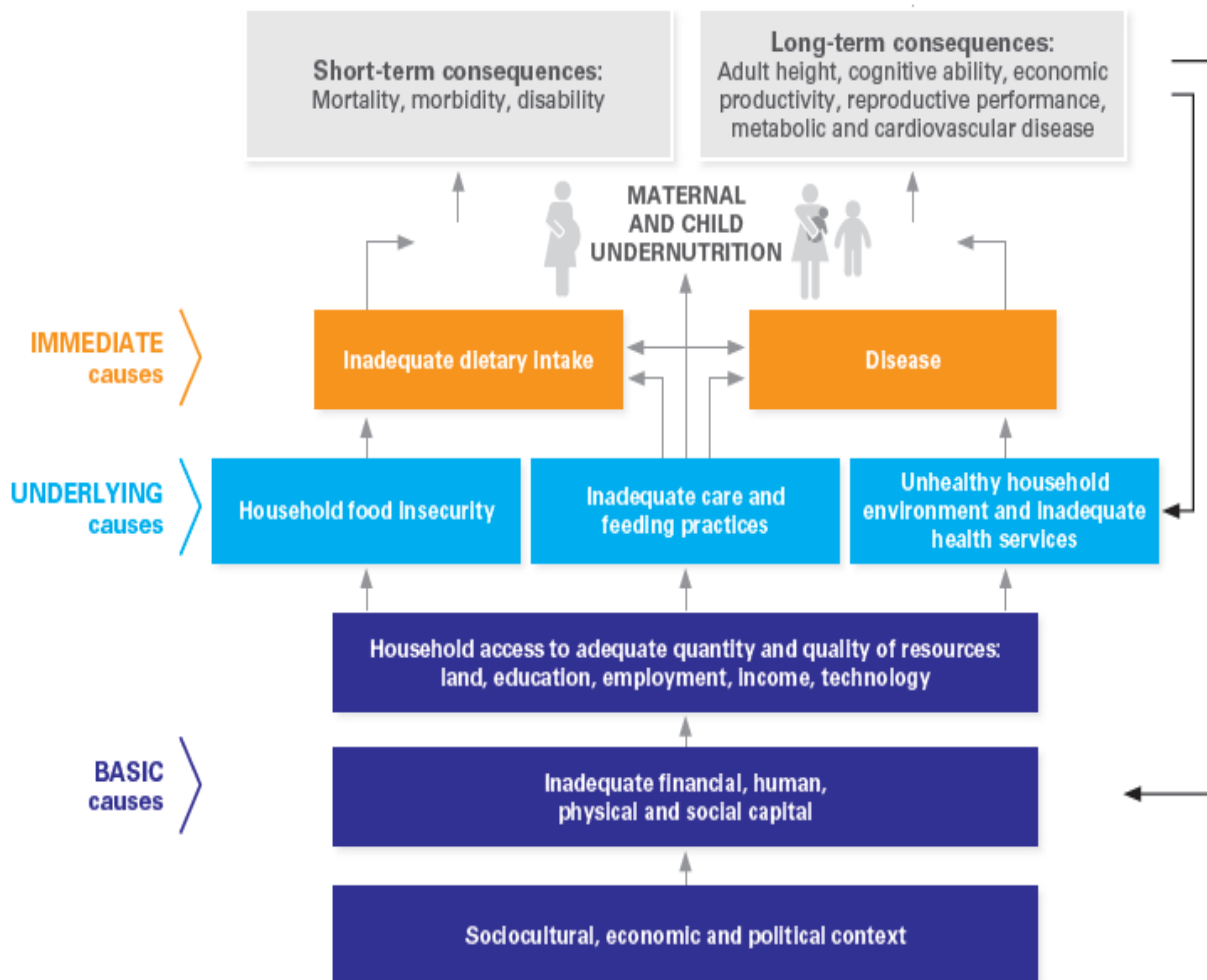 Short-term consequences:
Mortality, morbidity, disability
Long-term consequences:
Adult height, cognitive ability, economic
productivity, reproductive performance,
metabolic and cardiovascular disease
MATERNAL
AND CHILD
UNDERNUTRITION
IMMEDIATE
causes
Inadequate dietary intake
Disease
UNDERLYING
causes
Household food insecurity
Inadequate care and
feeding practices
Unhealthy household
environment and inadequate
health services
Household access to adequate quantity and quality of resources:
land, education, employment, income, technology
BASIC
causes
Inadequate financial, human,
physical and social capital
Sociocultural, economic and political context